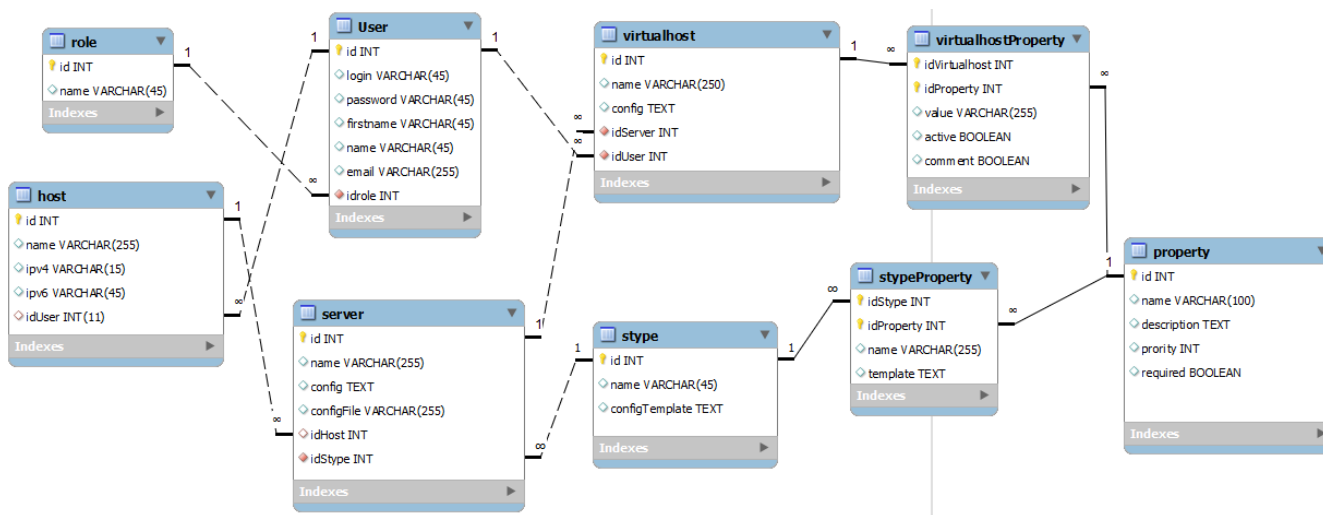 role
id INT
name VARCHAR(45)
Indexes
1
User
id INT
login VARCHAR(45)
password VARCHAR(45)
firstname VARCHAR(45)
name VARCHAR(45)
email VARCHAR(255)
idrole INT
Indexes
1
1
∞
∞
host
id INT
name VARCHAR(255)
ipv4 VARCHAR(15)
ipv6 VARCHAR(45)
idUser INT(11)
Indexes
1
∞
server
id INT
name VARCHAR(255)
config TEXT
configFile VARCHAR(255)
idHost INT
idStype INT
Indexes
1
∞
∞
virtualhost
id INT
name VARCHAR(250)
config TEXT
idServer INT
idUser INT
Indexes
1
∞
virtualhostProperty
idVirtualhost INT
idProperty INT
value VARCHAR(255)
active BOOLEAN
comment BOOLEAN
Indexes
∞
∞
stype
id INT
name VARCHAR(45)
configTemplate TEXT
Indexes
1
1
stypeProperty
idStype INT
idProperty INT
name VARCHAR(255)
template TEXT
Indexes
∞
∞
property
id INT
name VARCHAR(100)
description TEXT
prority INT
required BOOLEAN
Indexes
1